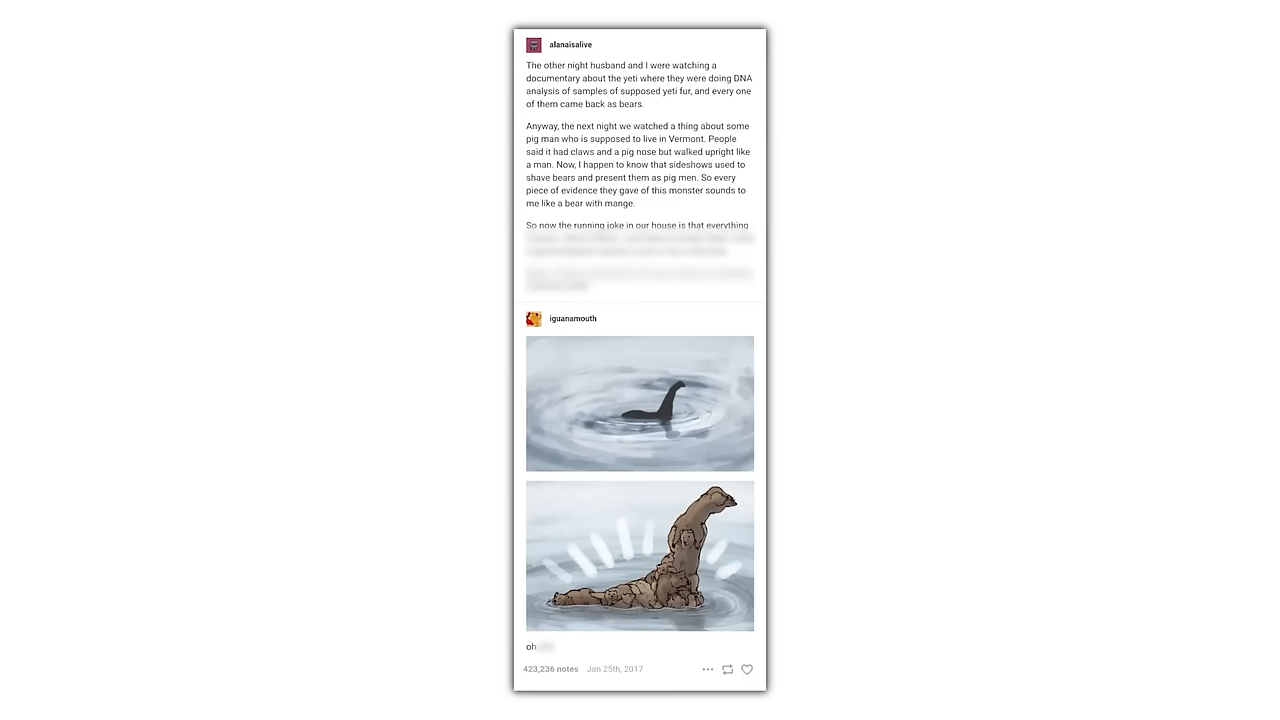 alanaisalive
The other night husband and I were watching a
documentary about the yeti where they were doing DNA
analysis of samples of supposed yeti fur, and every one
of them came back as bears.
Anyway, the next night we watched a thing about some
pig man who is supposed to live in Vermont. People
said it had claws and a pig nose but walked upright like
a man. Now, I happen to know that sideshows used to
shave bears and present them as pig men. So every
piece of evidence they gave of this monster sounds to
me like a bear with mange.
So now the running joke in our house is that everything
iguanamouth
oh
423,236 notes Jan 25th, 2017